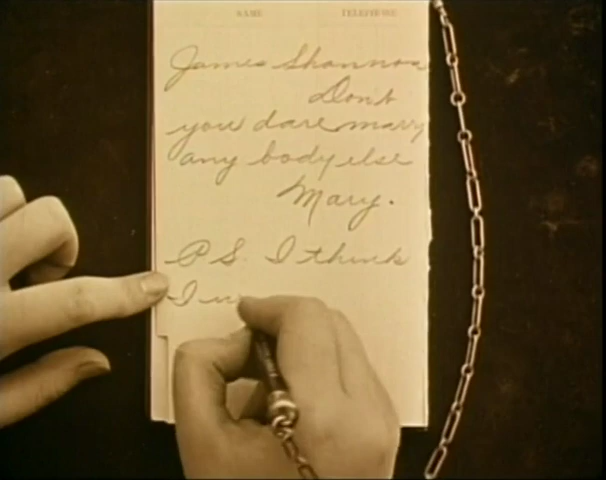 NAME TELEPHONE
James Shannon
Don't
you dare marry
any body else
Mary.
P.S. I think
I w